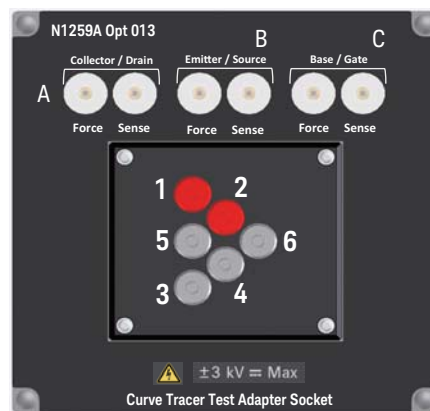 N1259A Opt 013
B
C
Collector / Drain
Emitter / Source
Base / Gate
A
Force Sense
Force Sense
Force Sense
1
2
5
6
3
4
±3 kV ⎓ Max
Curve Tracer Test Adapter Socket